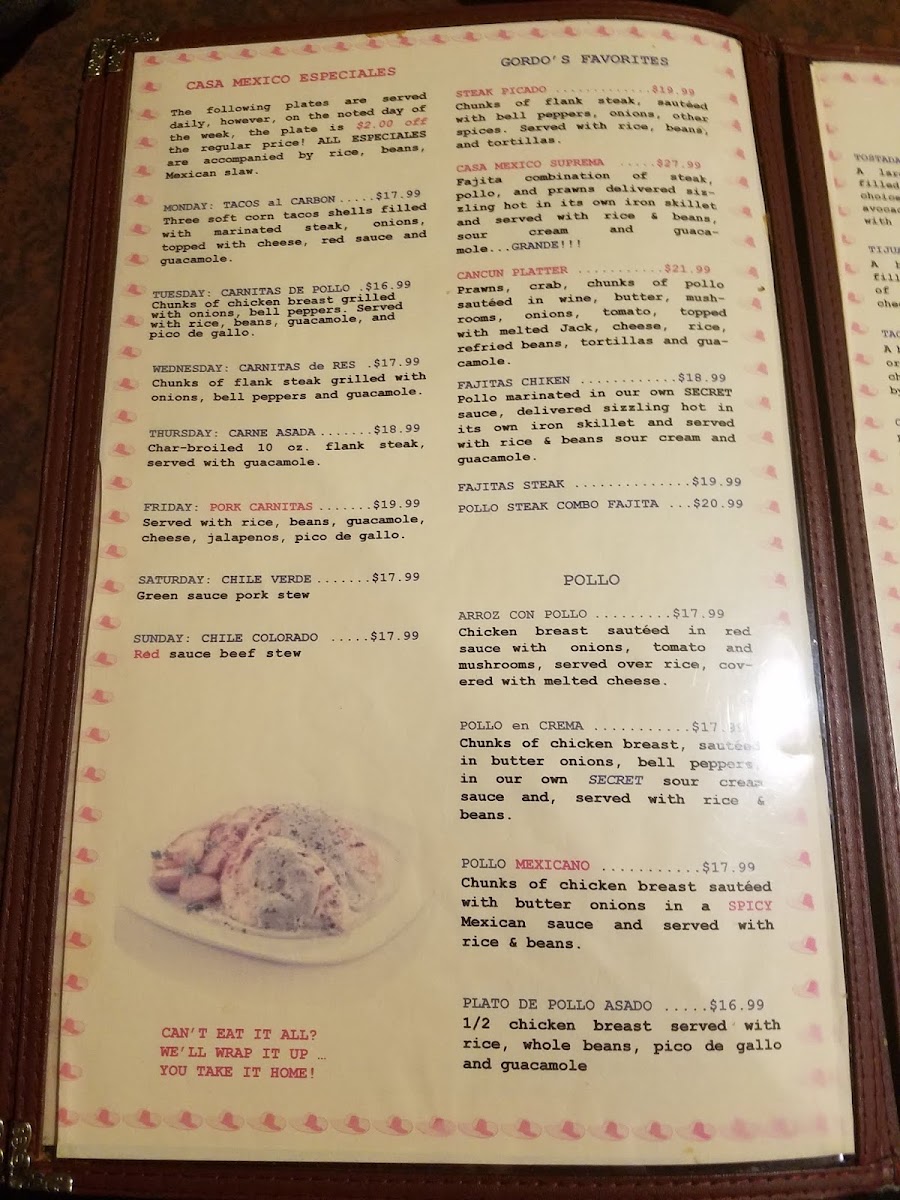 CASA MEXICO ESPECIALES
The following plates are served
daily, however, on the noted day of
the week, the plate is $2.00 off
the regular price! ALL ESPECIALES
are accompanied by rice, beans,
Mexican slaw.
MONDAY: TACOS al CARBON.....$17.99
Three soft corn tacos shells filled
with marinated steak, onions,
topped with cheese, red sauce and
guacamole.
TUESDAY: CARNITAS DE POLLO .$16.99
Chunks of chicken breast grilled
with onions, bell peppers. Served
with rice, beans, guacamole, and
pico de gallo.
WEDNESDAY: CARNITAS de RES .$17.99
Chunks of flank steak grilled with
onions, bell peppers and guacamole.
THURSDAY: CARNE ASADA.......$18.99
Char-broiled 10 oz. flank steak,
served with guacamole.
FRIDAY: PORK CARNITAS.......$19.99
Served with rice, beans, guacamole,
cheese, jalapenos, pico de gallo.
SATURDAY: CHILE VERDE.......$17.99
Green sauce pork stew
SUNDAY: CHILE COLORADO .....$17.99
Red sauce beef stew
CAN'T EAT IT ALL?
WE'LL WRAP IT UP …
YOU TAKE IT HOME!
GORDO'S FAVORITES
STEAK PICADO ............$19.99
Chunks of flank steak, sautéed
with bell peppers, onions, other
spices. Served with rice, beans,
and tortillas.
CASA MEXICO SUPREMA .....$27.99
Fajita combination of steak,
pollo, and prawns delivered siz-
zling hot in its own iron skillet
and served with rice & beans,
sour cream and guaca-
mole...GRANDE!!!
CANCUN PLATTER ...........$21.99
Prawns, crab, chunks of pollo
sautéed in wine, butter, mush-
rooms, onions, tomato, topped
with melted Jack, cheese, rice,
refried beans, tortillas and gua-
camole.
FAJITAS CHIKEN ............$18.99
Pollo marinated in our own SECRET
sauce, delivered sizzling hot in
its own iron skillet and served
with rice & beans sour cream and
guacamole.
FAJITAS STEAK ..............$19.99
POLLO STEAK COMBO FAJITA ...$20.99
POLLO
ARROZ CON POLLO .........$17.99
Chicken breast sautéed in red
sauce with onions, tomato and
mushrooms, served over rice, cov-
ered with melted cheese.
POLLO en CREMA ...........$17.99
Chunks of chicken breast, sautéed
in butter onions, bell peppers,
in our own SECRET sour cream
sauce and, served with rice &
beans.
POLLO MEXICANO ...........$17.99
Chunks of chicken breast sautéed
with butter onions in a SPICY
Mexican sauce and served with
rice & beans.
PLATO DE POLLO ASADO .....$16.99
1/2 chicken breast served with
rice, whole beans, pico de gallo
and guacamole
TOSTADA
A
filled
choice
with
A
of